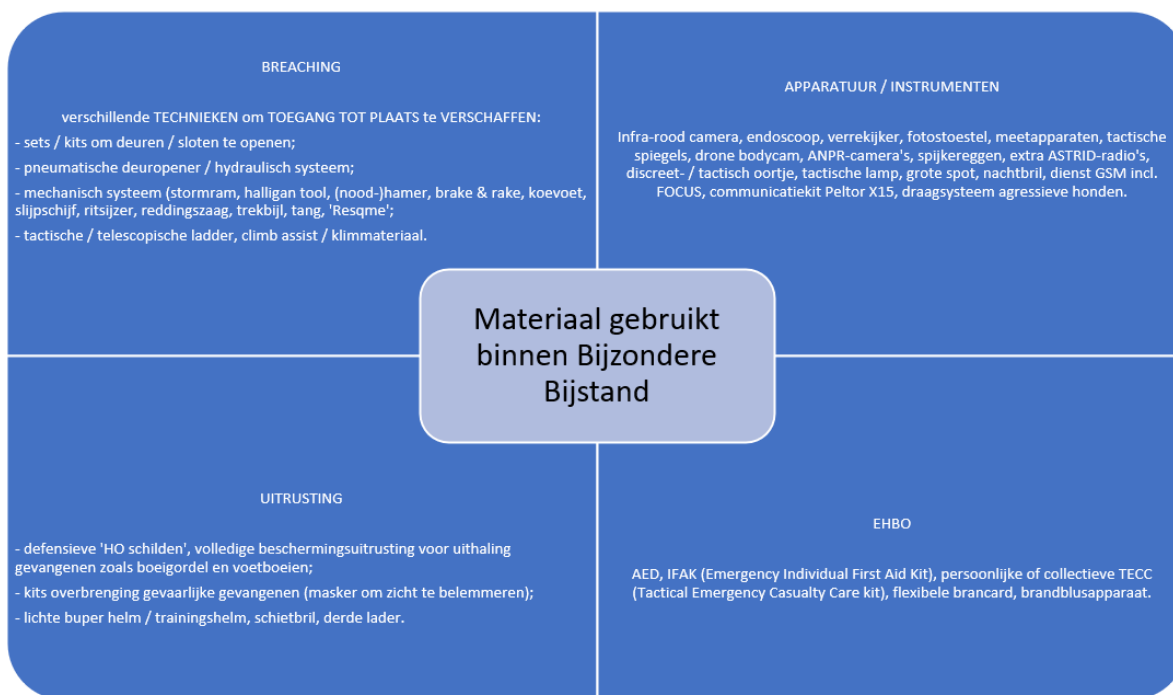 BREACHING
verschillende TECHNIEKEN om TOEGANG TOT PLAATS te VERSCHAFFEN:
- sets / kits om deuren / sloten te openen;
- pneumatische deuropener / hydraulisch systeem;
- mechanisch systeem (stormram, halligan tool, (nood-)hamer, brake & rake, koevoet,
slijpschijf, ritsijzer, reddingszaag, trekbijl, tang, 'Resqme';
- tactische / telescopische ladder, climb assist / klimmateriaal.
APPARATUUR / INSTRUMENTEN
Infra-rood camera, endoscoop, verrekijker, fotostoestel, meetapparaten, tactische
spiegels, drone bodycam, ANPR-camera's, spijkereggen, extra ASTRID-radio's,
discreet- / tactisch oortje, tactische lamp, grote spot, nachtbril, dienst GSM incl.
FOCUS, communicatiekit Peltor X15, draagsysteem agressieve honden.
Materiaal gebruikt
binnen Bijzondere
Bijstand
UITRUSTING
- defensieve 'HO schilden', volledige beschermingsuitrusting voor uithaling
gevangenen zoals boeigordel en voetboeien;
- kits overbrenging gevaarlijke gevangenen (masker om zicht te belemmeren);
- lichte buper helm / trainingshelm, schietbril, derde lader.
EHBO
AED, IFAK (Emergency Individual First Aid Kit), persoonlijke of collectieve TECC
(Tactical Emergency Casualty Care kit), flexibele brancard, brandblusapparaat.